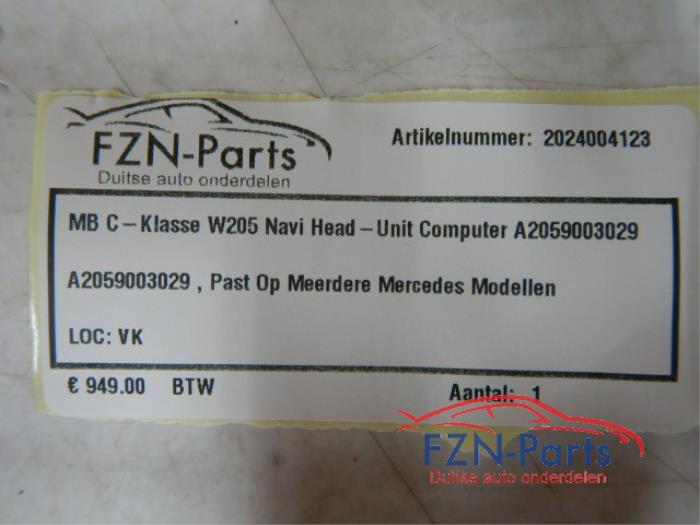 FZN-Parts
Duitse auto onderdelen
Artikelnummer: 2024004123
MB C-Klasse W205 Navi Head-Unit Computer A2059003029
A2059003029 , Past Op Meerdere Mercedes Modellen
LOC: VK
€ 949.00 BTW Aantal: 1
FZN-Parts
Duitse auto onderdelen